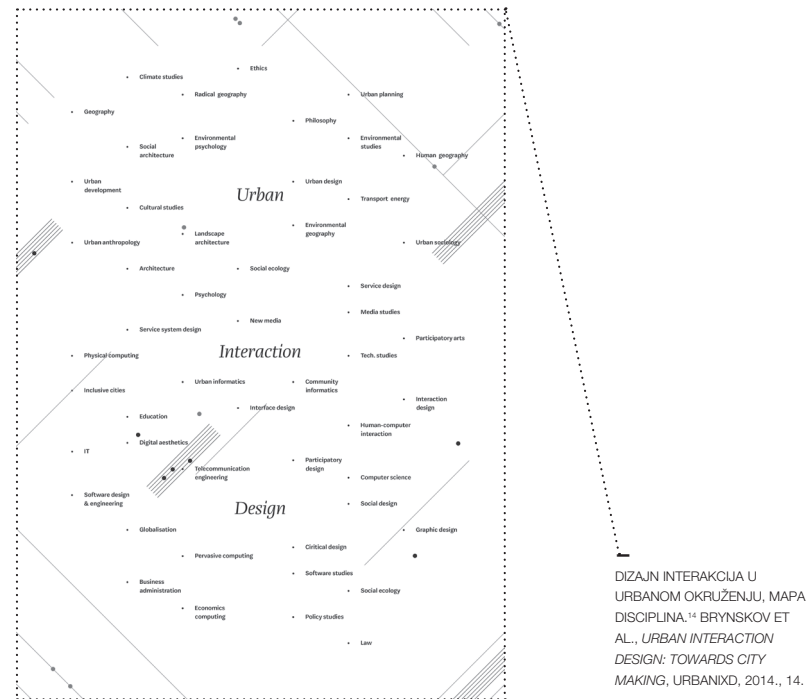 Ethics
Climate studies
Radical geography
Urban planning
Geography
Philosophy
Environmental
psychology
Environmental
studies
Social
architecture
Human geography
Urban
development
Urban design
Urban
Transport energy
Cultural studies
Environmental
geography
Landscape
architecture
Urban anthropology
Urban sociology
Architecture
Social ecology
Service design
Psychology
Media studies
New media
Service system design
Participatory arts
Interaction
Physical computing
Tech. studies
Urban informatics
Community
informatics
Inclusive cities
Interaction
design
Interface design
Education
Human-computer
interaction
Digital aesthetics
IT
Participatory
design
Telecommunication
engineering
Computer science
Software design
& engineering
Social design
Design
Globalisation
Graphic design
Ciritical design
Pervasive computing
Software studies
Business
administration
Social ecology
Economics
computing
Policy studies
Law
DIZAJN INTERAKCIJA U
URBANOM OKRUŽENJU, MAPA
DISCIPLINA.¹⁴ BRYNSKOV ET
AL., URBAN INTERACTION
DESIGN: TOWARDS CITY
MAKING, URBANIXD, 2014., 14.